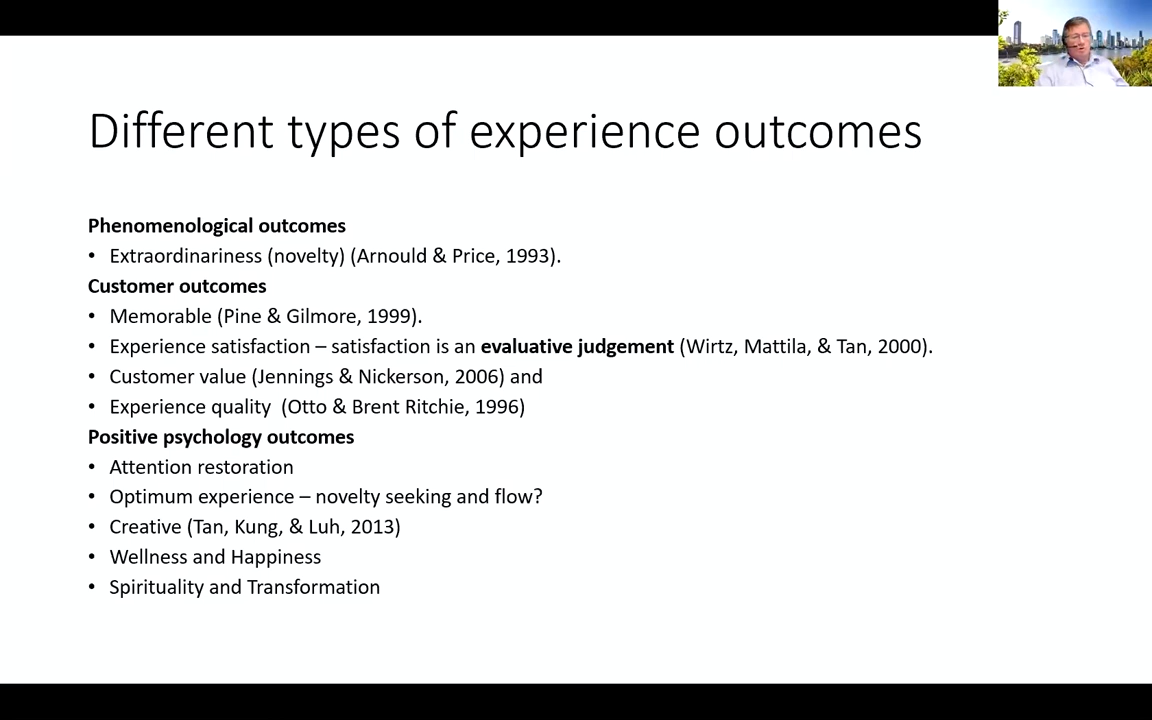 Different types of experience outcomes
Phenomenological outcomes
• Extraordinariness (novelty) (Arnould & Price, 1993).
Customer outcomes
• Memorable (Pine & Gilmore, 1999).
• Experience satisfaction – satisfaction is an evaluative judgement (Wirtz, Mattila, & Tan, 2000).
• Customer value (Jennings & Nickerson, 2006) and
• Experience quality  (Otto & Brent Ritchie, 1996)
Positive psychology outcomes
• Attention restoration
• Optimum experience – novelty seeking and flow?
• Creative (Tan, Kung, & Luh, 2013)
• Wellness and Happiness
• Spirituality and Transformation